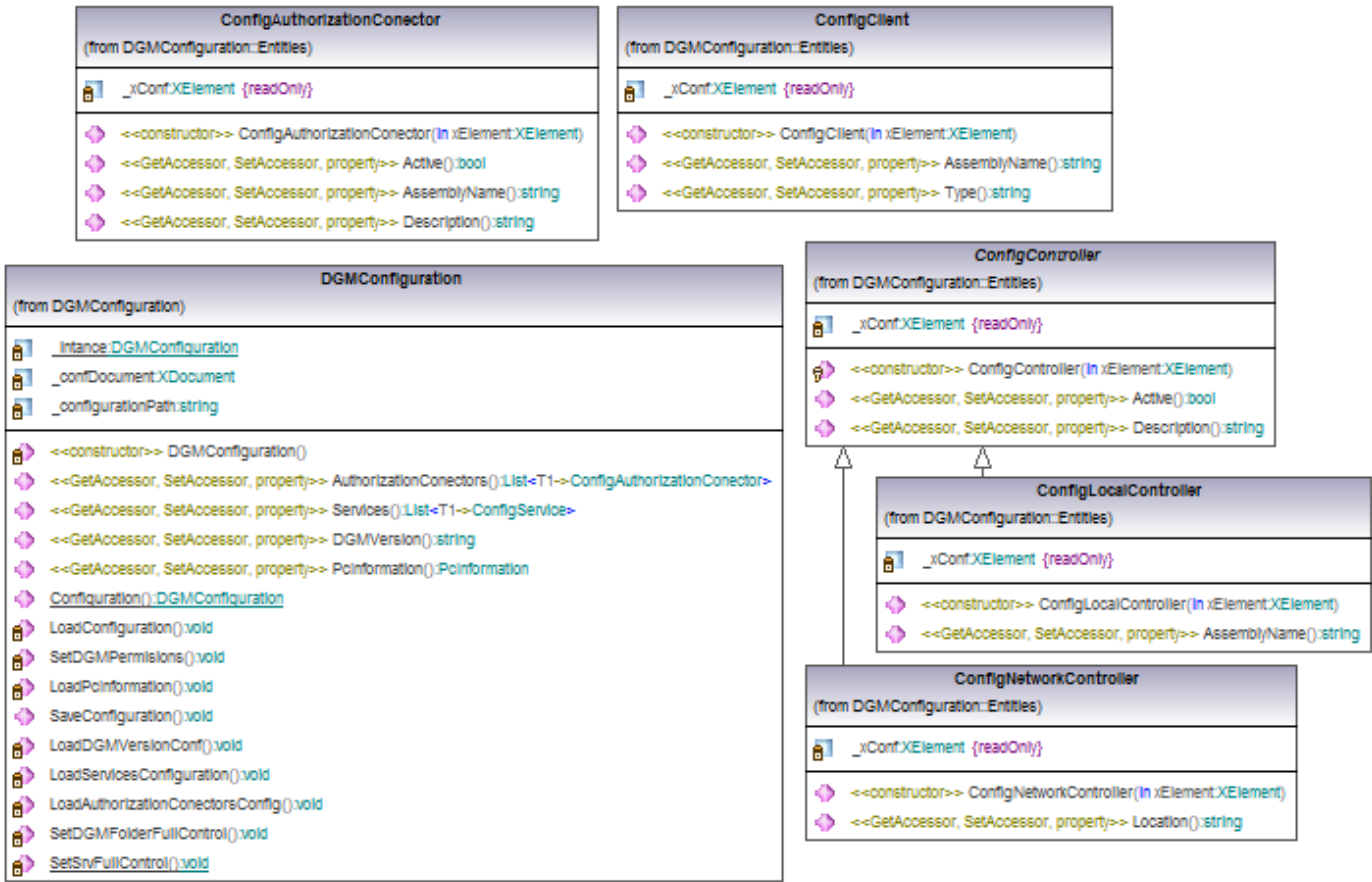 ConfigAuthorizationConector
(from DGMConfiguration::Entities)
_xConf:XElement {readOnly}
<<constructor>> ConfigAuthorizationConector(in xElement:XElement)
<<GetAccessor, SetAccessor, property>> Active():bool
<<GetAccessor, SetAccessor, property>> AssemblyName():string
<<GetAccessor, SetAccessor, property>> Description():string
ConfigClient
(from DGMConfiguration::Entities)
_xConf:XElement {readOnly}
<<constructor>> ConfigClient(in xElement:XElement)
<<GetAccessor, SetAccessor, property>> AssemblyName():string
<<GetAccessor, SetAccessor, property>> Type():string
DGMConfiguration
(from DGMConfiguration)
_intance:DGMConfiguration
_confDocument:XDocument
_configurationPath:string
<<constructor>> DGMConfiguration()
<<GetAccessor, SetAccessor, property>> AuthorizationConectors():List<T1->ConfigAuthorizationConector>
<<GetAccessor, SetAccessor, property>> Services():List<T1->ConfigService>
<<GetAccessor, SetAccessor, property>> DGMVersion():string
<<GetAccessor, SetAccessor, property>> PcInformation():PcInformation
Configuration():DGMConfiguration
LoadConfiguration():void
SetDGMPermisions():void
LoadPcInformation():void
SaveConfiguration():void
LoadDGMVersionConf():void
LoadServicesConfiguration():void
LoadAuthorizationConectorsConfig():void
SetDGMFolderFullControl():void
SetSrvFullControl():void
ConfigController
(from DGMConfiguration::Entities)
_xConf:XElement {readOnly}
<<constructor>> ConfigController(in xElement:XElement)
<<GetAccessor, SetAccessor, property>> Active():bool
<<GetAccessor, SetAccessor, property>> Description():string
ConfigLocalController
(from DGMConfiguration::Entities)
_xConf:XElement {readOnly}
<<constructor>> ConfigLocalController(in xElement:XElement)
<<GetAccessor, SetAccessor, property>> AssemblyName():string
ConfigNetworkController
(from DGMConfiguration::Entities)
_xConf:XElement {readOnly}
<<constructor>> ConfigNetworkController(in xElement:XElement)
<<GetAccessor, SetAccessor, property>> Location():string